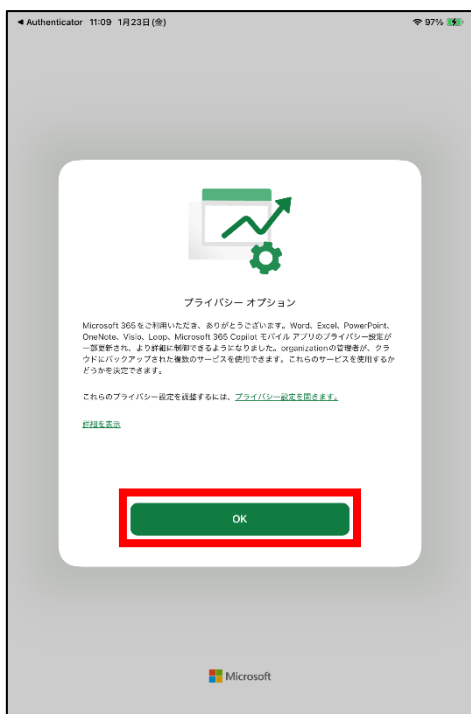 ◀ Authenticator 11:09 1月23日(金) 97%
プライバシー オプション
Microsoft 365 をご利用いただき、ありがとうございます。Word、Excel、PowerPoint、
OneNote、Visio、Loop、Microsoft 365 Copilot モバイル アプリのプライバシー設定が
一部更新され、より詳細に制御できるようになりました。organizationの管理者が、クラ
ウドにバックアップされた複数のサービスを使用できます。これらのサービスを使用するか
どうかを決定できます。
これらのプライバシー設定を調整するには、プライバシー設定を開きます。
詳細を表示
OK
Microsoft